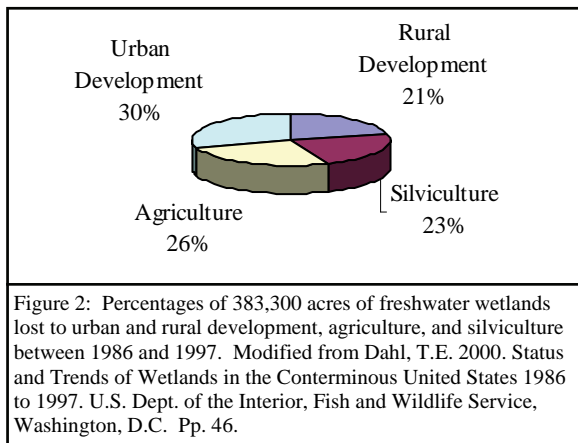 Urban
Development
30%
Rural
Development
21%
Agriculture
26%
Silviculture
23%
Figure 2: Percentages of 383,300 acres of freshwater wetlands
lost to urban and rural development, agriculture, and silviculture
between 1986 and 1997. Modified from Dahl, T.E. 2000. Status
and Trends of Wetlands in the Conterminous United States 1986
to 1997. U.S. Dept. of the Interior, Fish and Wildlife Service,
Washington, D.C. Pp. 46.